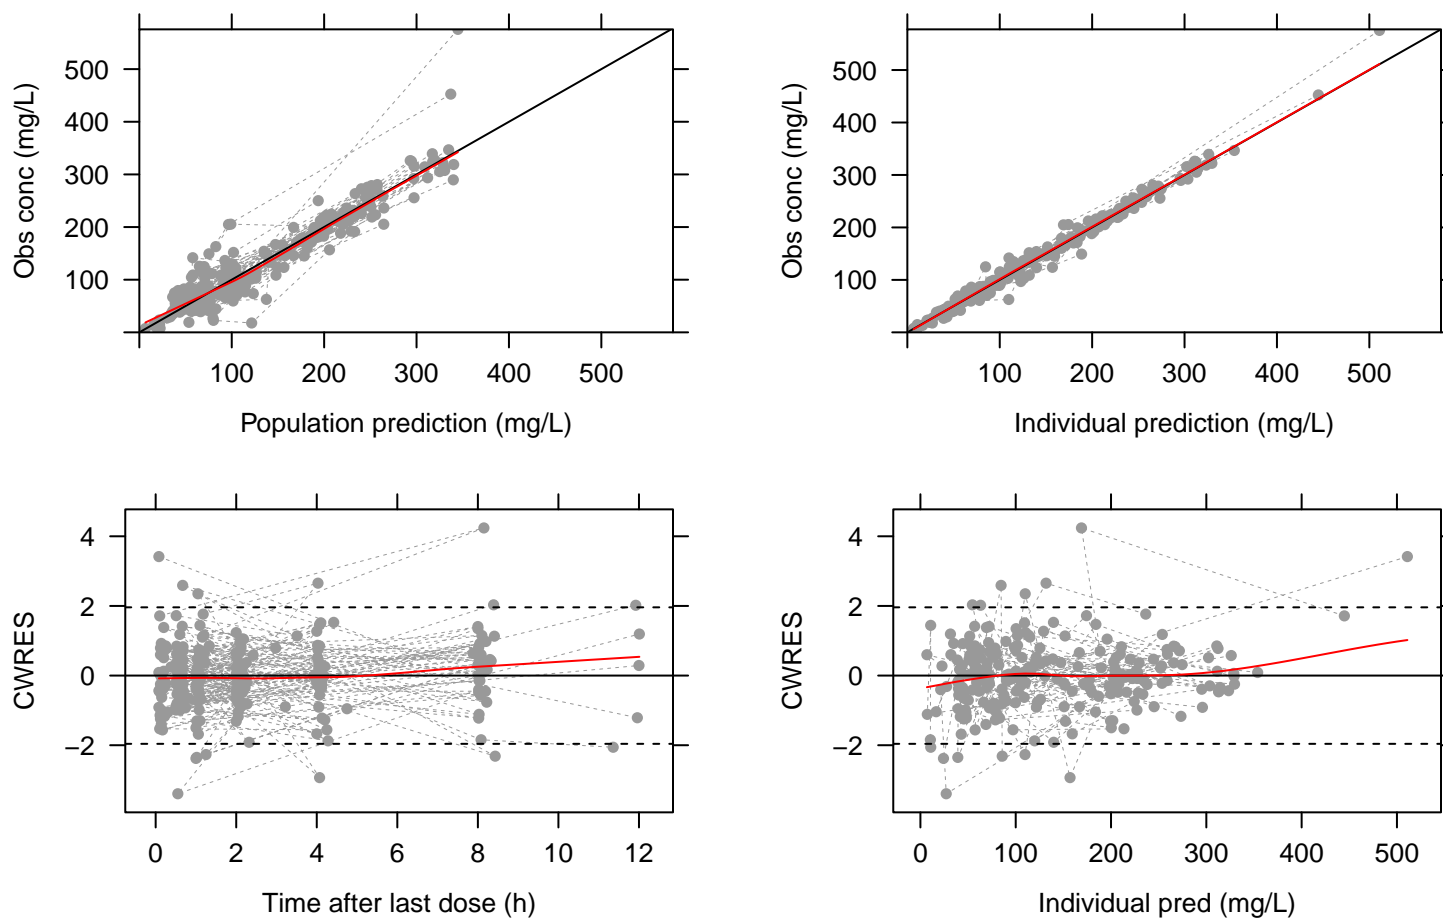 Obs conc (mg/L)
500
400
300
200
100
100 200 300 400 500
Population prediction (mg/L)
Obs conc (mg/L)
500
400
300
200
100
100 200 300 400 500
Individual prediction (mg/L)
CWRES
4
2
0
−2
0 2 4 6 8 10 12
Time after last dose (h)
CWRES
4
2
0
−2
0 100 200 300 400 500
Individual pred (mg/L)